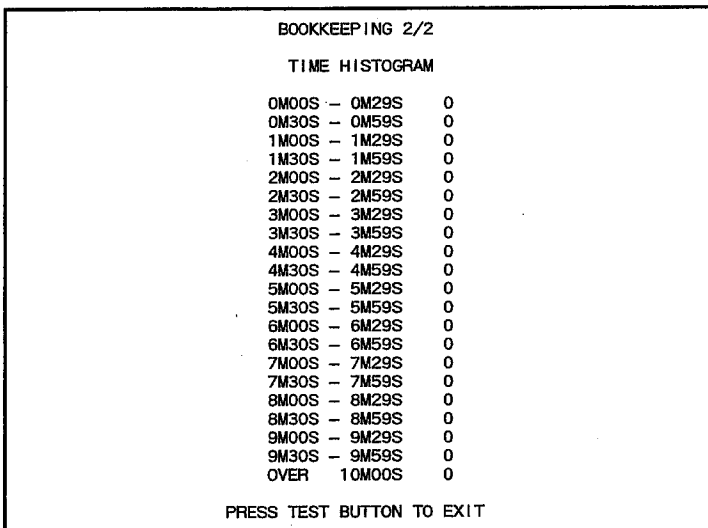 BOOKKEEPING 2/2
TIME HISTOGRAM
0M00S — 0M29S 0
0M30S — 0M59S 0
1M00S — 1M29S 0
1M30S — 1M59S 0
2M00S — 2M29S 0
2M30S — 2M59S 0
3M00S — 3M29S 0
3M30S — 3M59S 0
4M00S — 4M29S 0
4M30S — 4M59S 0
5M00S — 5M29S 0
5M30S — 5M59S 0
6M00S — 6M29S 0
6M30S — 6M59S 0
7M00S — 7M29S 0
7M30S — 7M59S 0
8M00S — 8M29S 0
8M30S — 8M59S 0
9M00S — 9M29S 0
9M30S — 9M59S 0
OVER 10M00S 0
PRESS TEST BUTTON TO EXIT